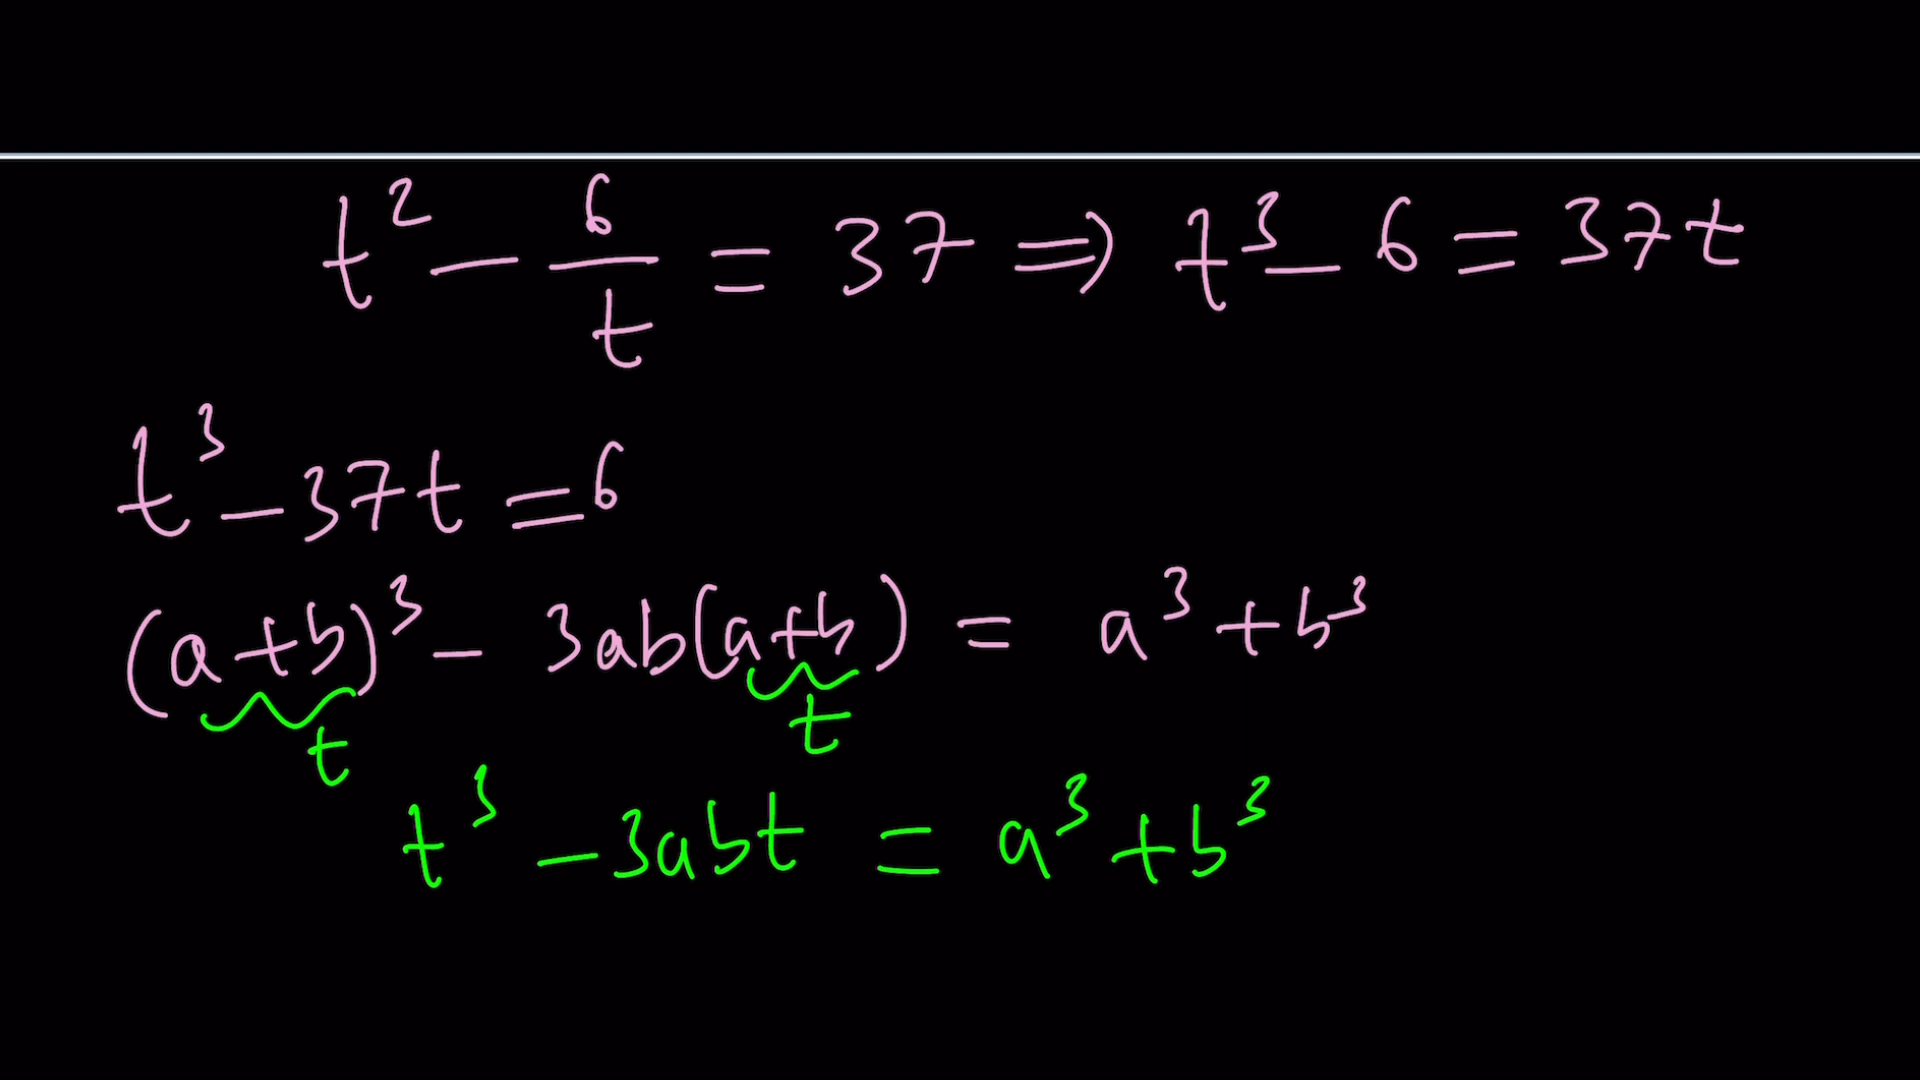 t² - 6/t = 37 ⇒ t³ - 6 = 37t
t³ - 37t = 6
(a+b)³ - 3ab(a+b) = a³ + b³
t t
t³ - 3abt = a³ + b³